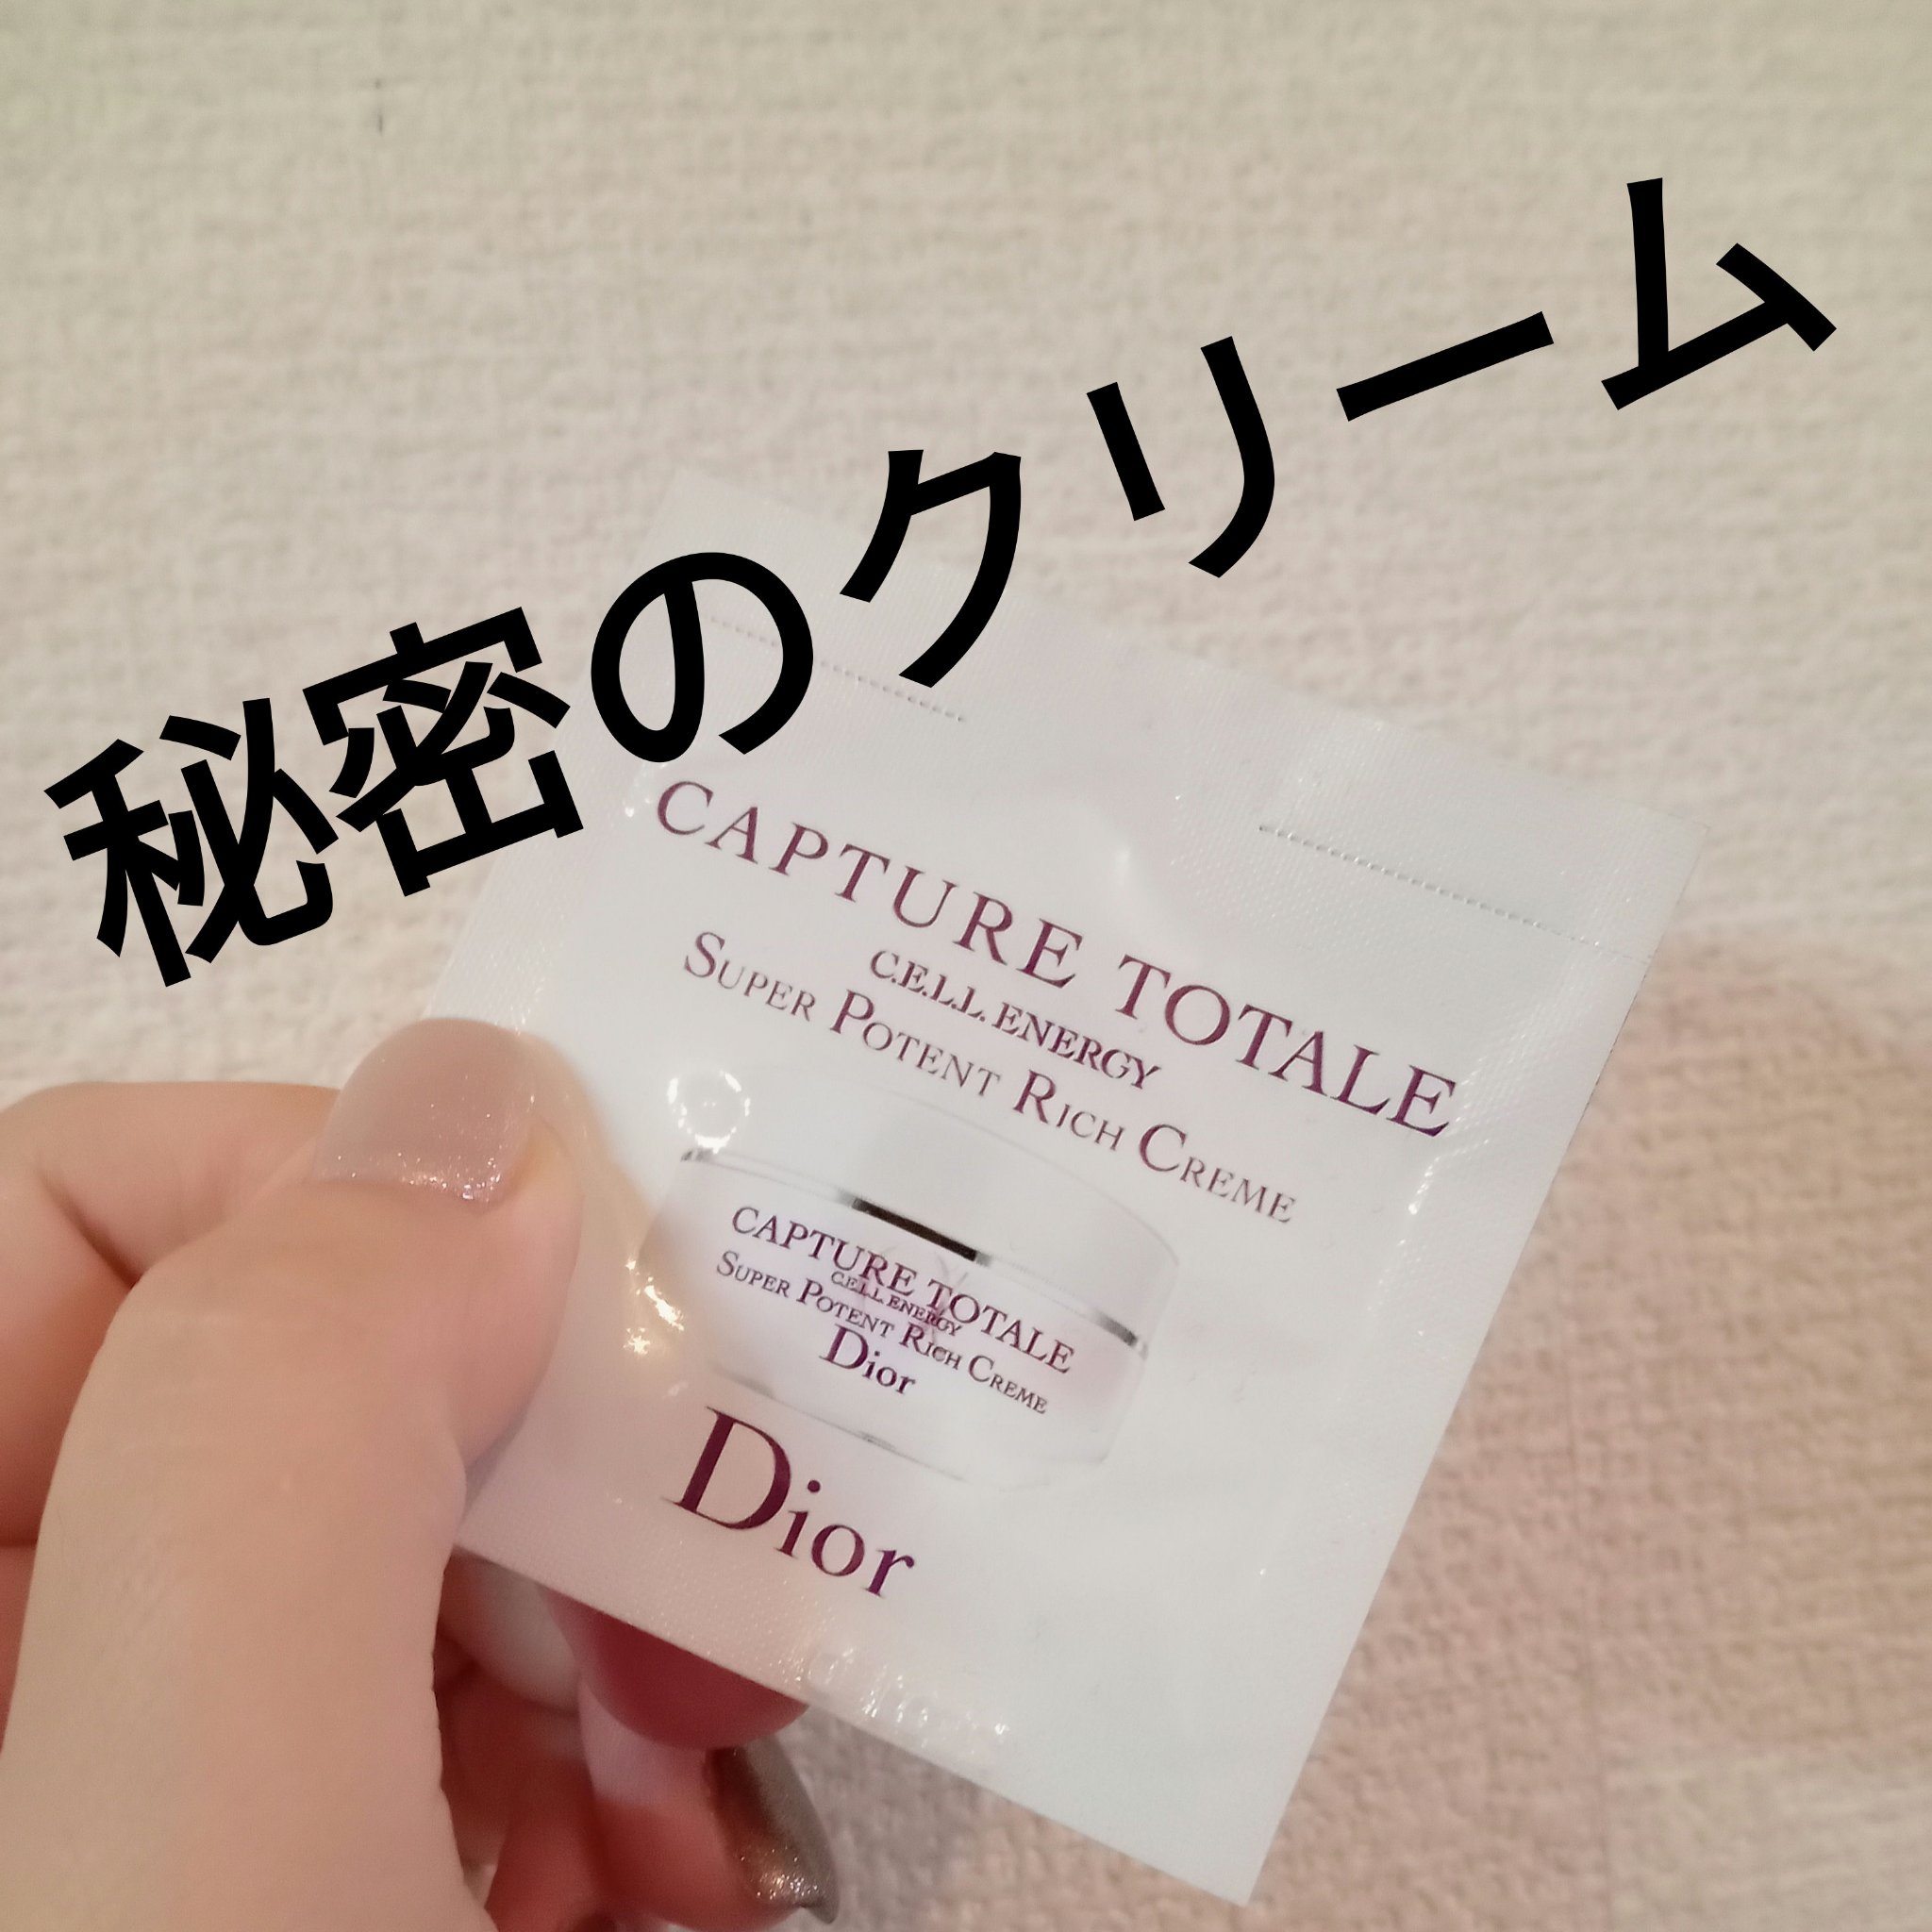 秘密のクリーム
CAPTURE TOTALE
C.E.L.L. ENERGY
SUPER POTENT RICH CREME
CAPTURE TOTALE
C.E.L.L. ENERGY
SUPER POTENT RICH CREME
Dior
Dior